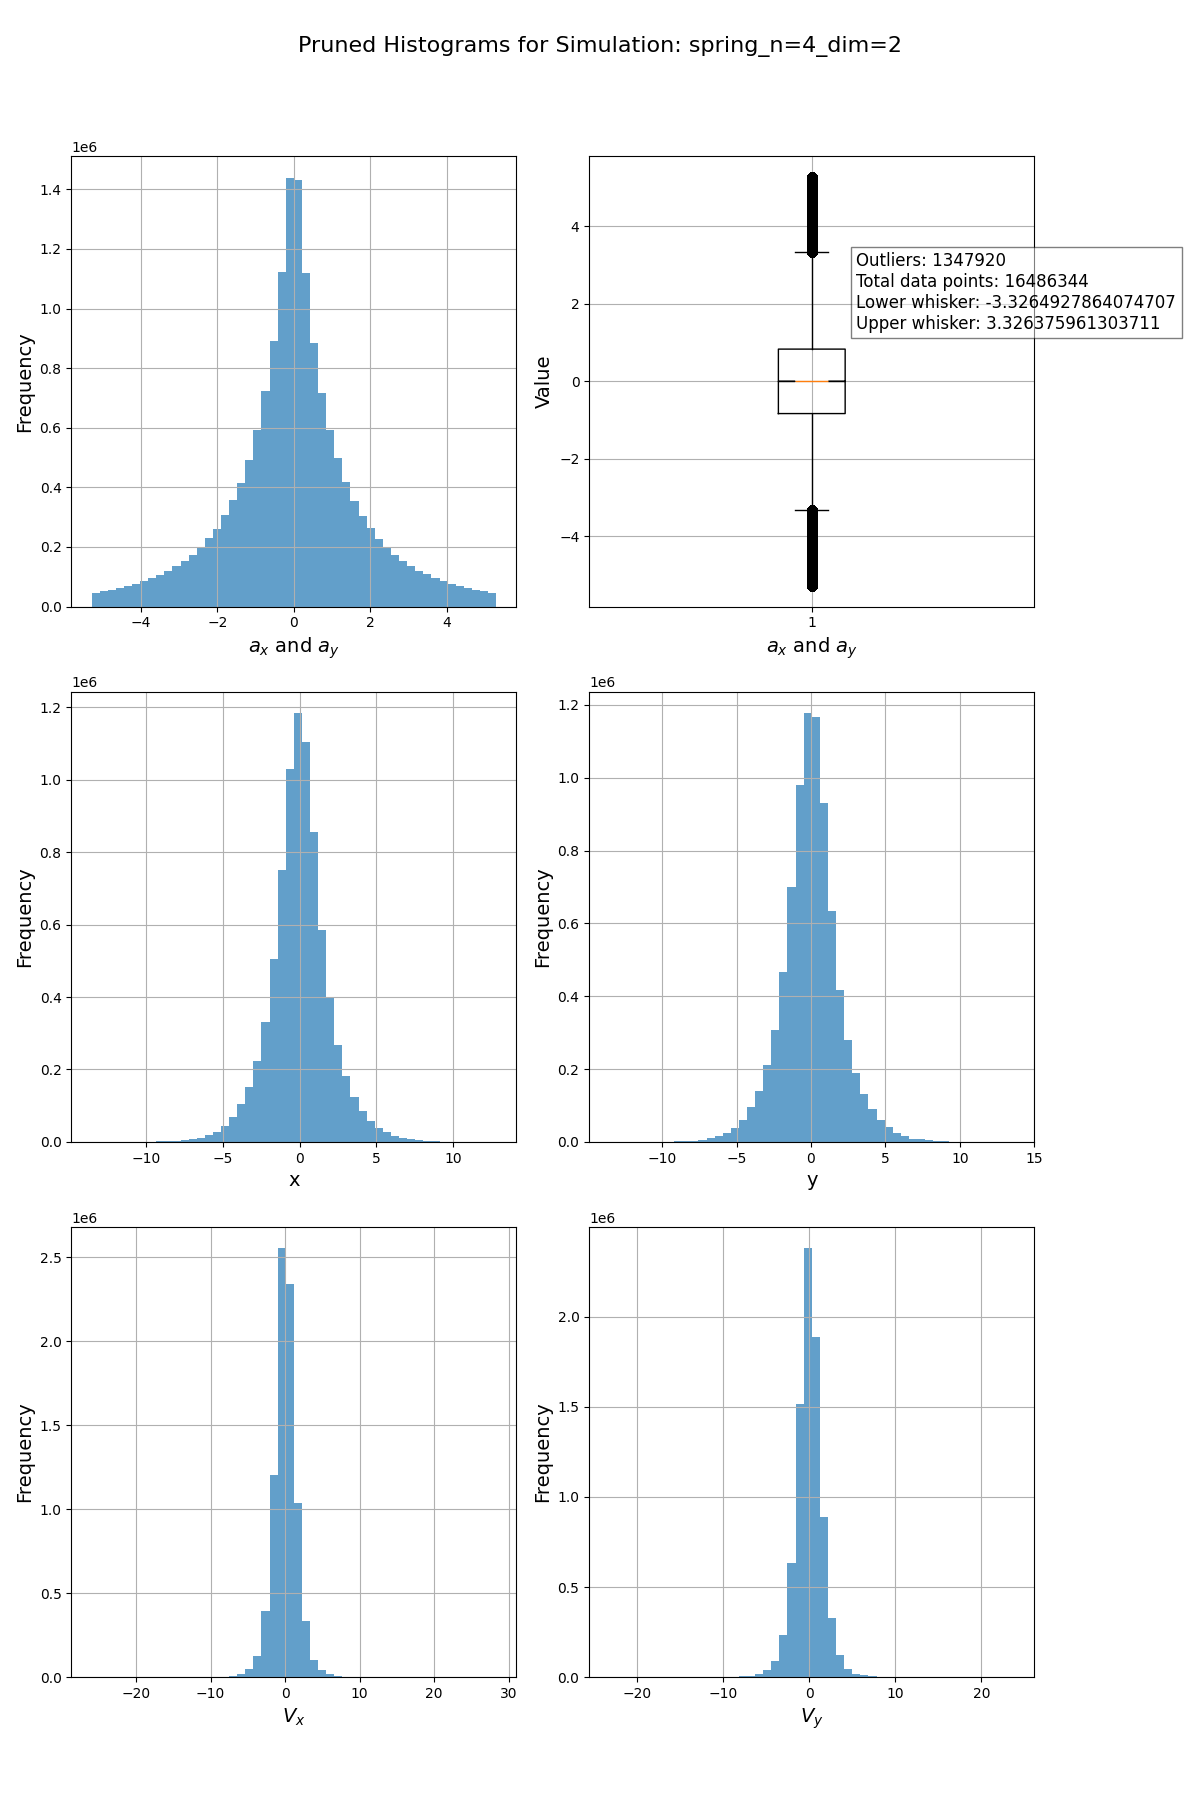 Pruned Histograms for Simulation: spring_n=4_dim=2
1e6
Frequency
1.4
1.2
1.0
0.8
0.6
0.4
0.2
0.0
−4 −2 0 2 4
a_x and a_y
Value
4
2
0
−2
−4
Outliers: 1347920
Total data points: 16486344
Lower whisker: -3.3264927864074707
Upper whisker: 3.326375961303711
1
a_x and a_y
1e6
Frequency
1.2
1.0
0.8
0.6
0.4
0.2
0.0
−10 −5 0 5 10
x
1e6
Frequency
1.2
1.0
0.8
0.6
0.4
0.2
0.0
−10 −5 0 5 10 15
y
1e6
Frequency
2.5
2.0
1.5
1.0
0.5
0.0
−20 −10 0 10 20 30
V_x
1e6
Frequency
2.0
1.5
1.0
0.5
0.0
−20 −10 0 10 20
V_y